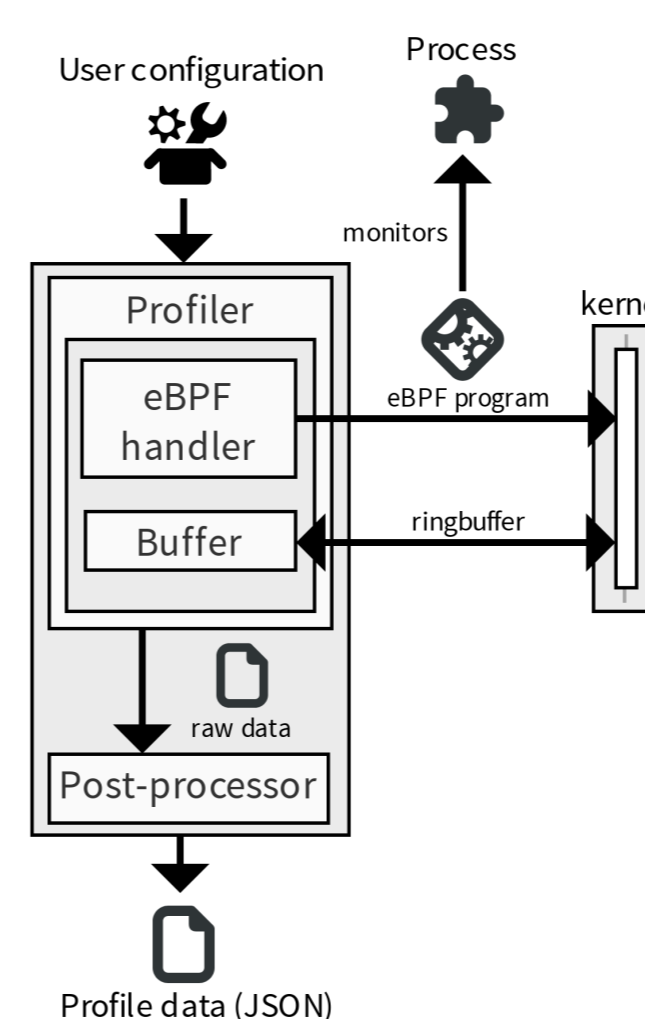 User configuration
Process
monitors
Profiler
eBPF
handler
eBPF program
Buffer
ringbuffer
raw data
Post-processor
Profile data (JSON)